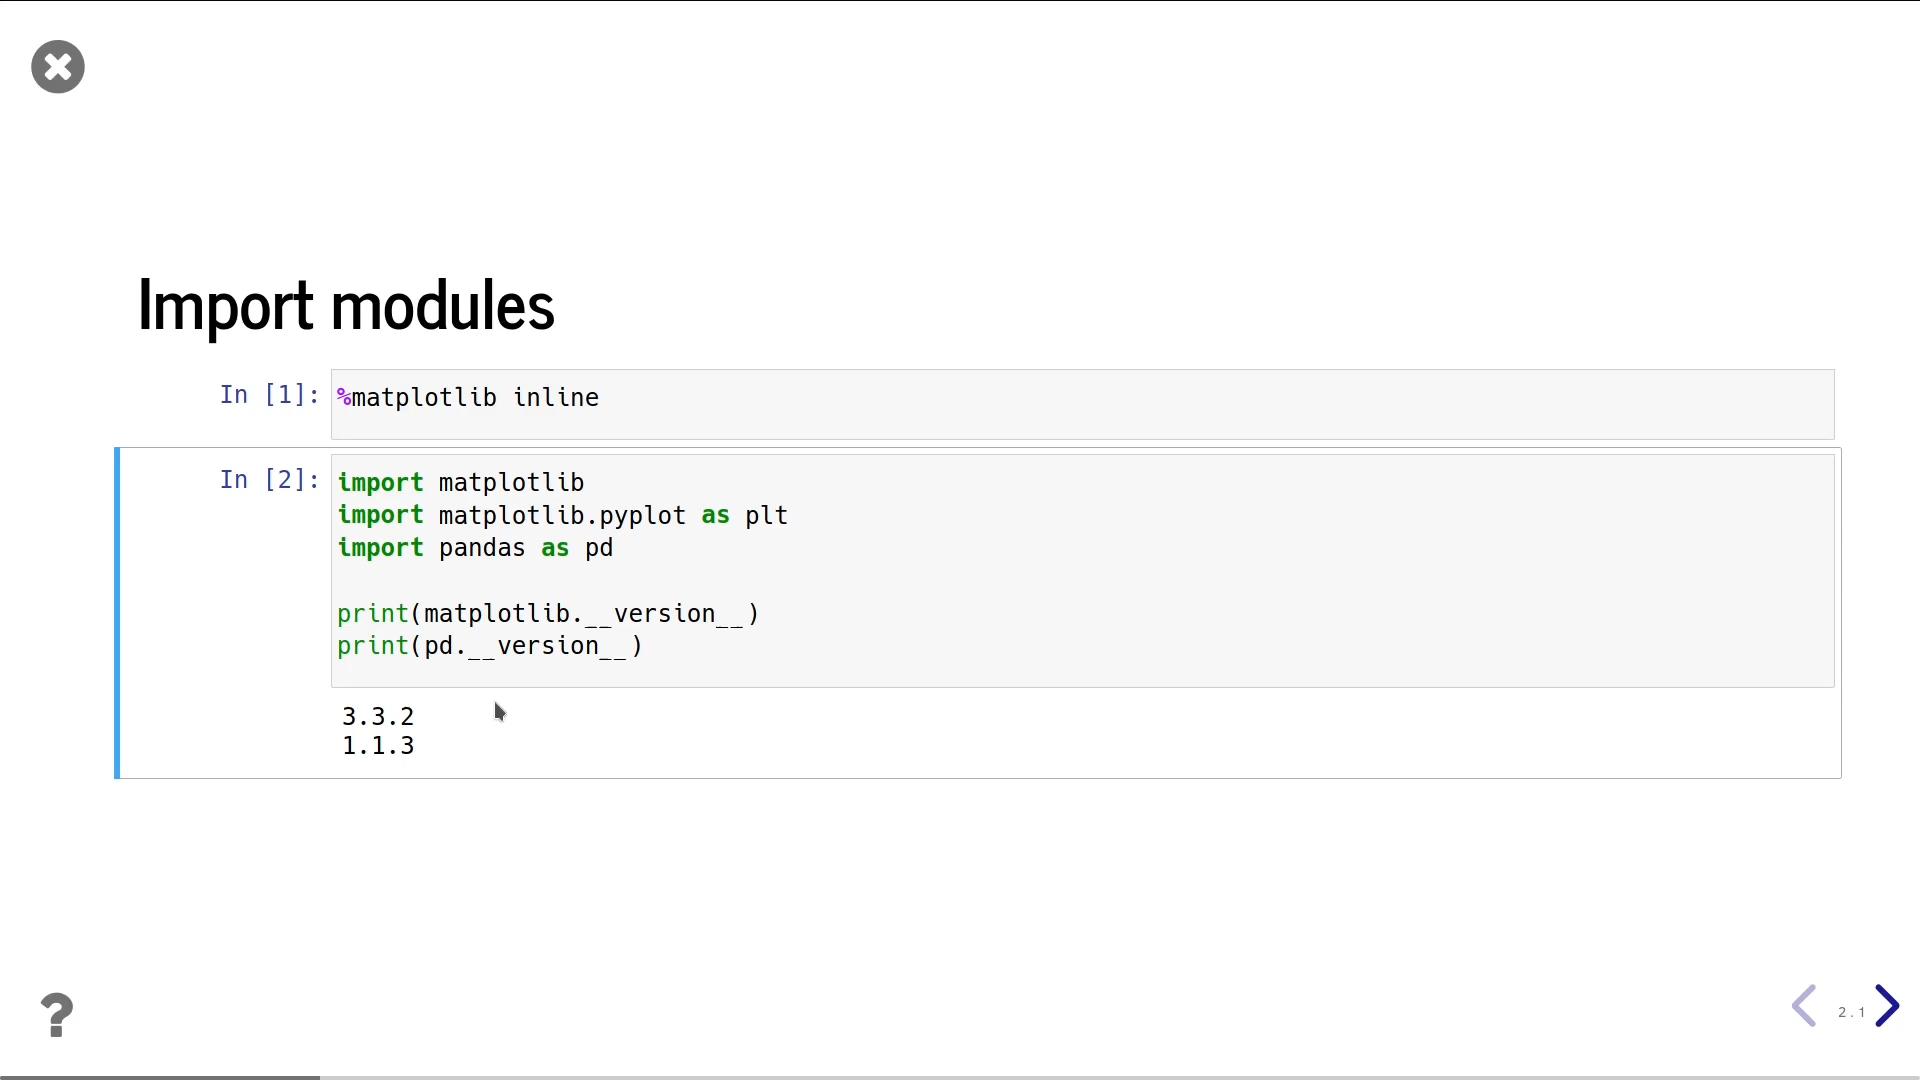 Import modules
In [1]: %matplotlib inline
In [2]: import matplotlib
import matplotlib.pyplot as plt
import pandas as pd
print(matplotlib.__version__)
print(pd.__version__)
3.3.2
1.1.3
?
2.1